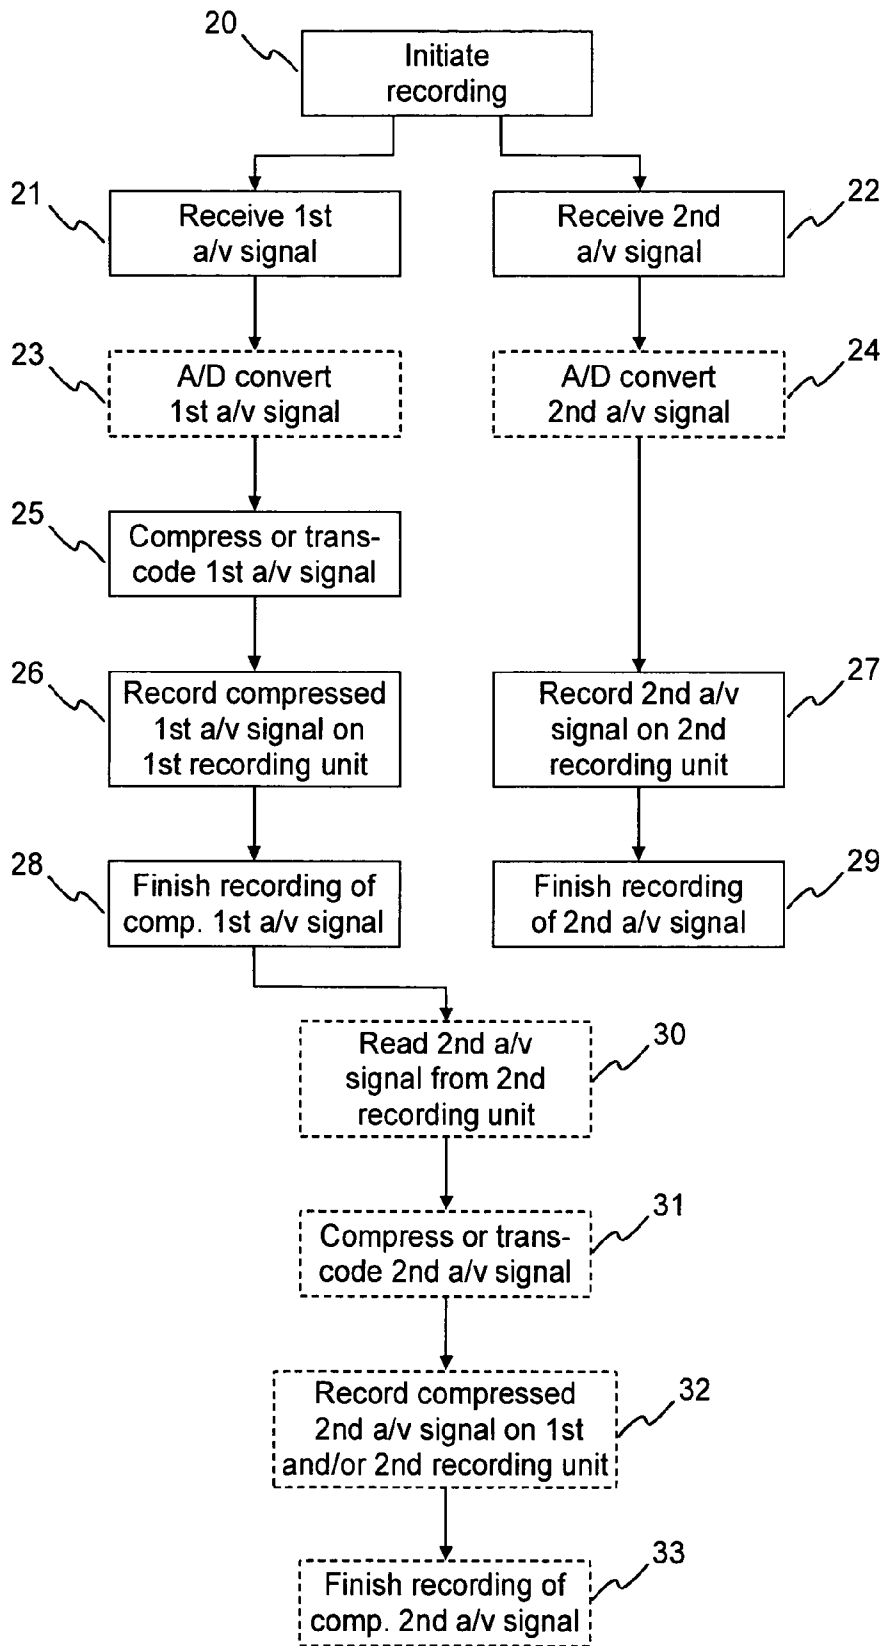 20
Initiate
recording
21
Receive 1st
a/v signal
22
Receive 2nd
a/v signal
23
A/D convert
1st a/v signal
24
A/D convert
2nd a/v signal
25
Compress or trans-
code 1st a/v signal
26
Record compressed
1st a/v signal on
1st recording unit
27
Record 2nd a/v
signal on 2nd
recording unit
28
Finish recording of
comp. 1st a/v signal
29
Finish recording
of 2nd a/v signal
30
Read 2nd a/v
signal from 2nd
recording unit
31
Compress or trans-
code 2nd a/v signal
32
Record compressed
2nd a/v signal on 1st
and/or 2nd recording unit
33
Finish recording of
comp. 2nd a/v signal